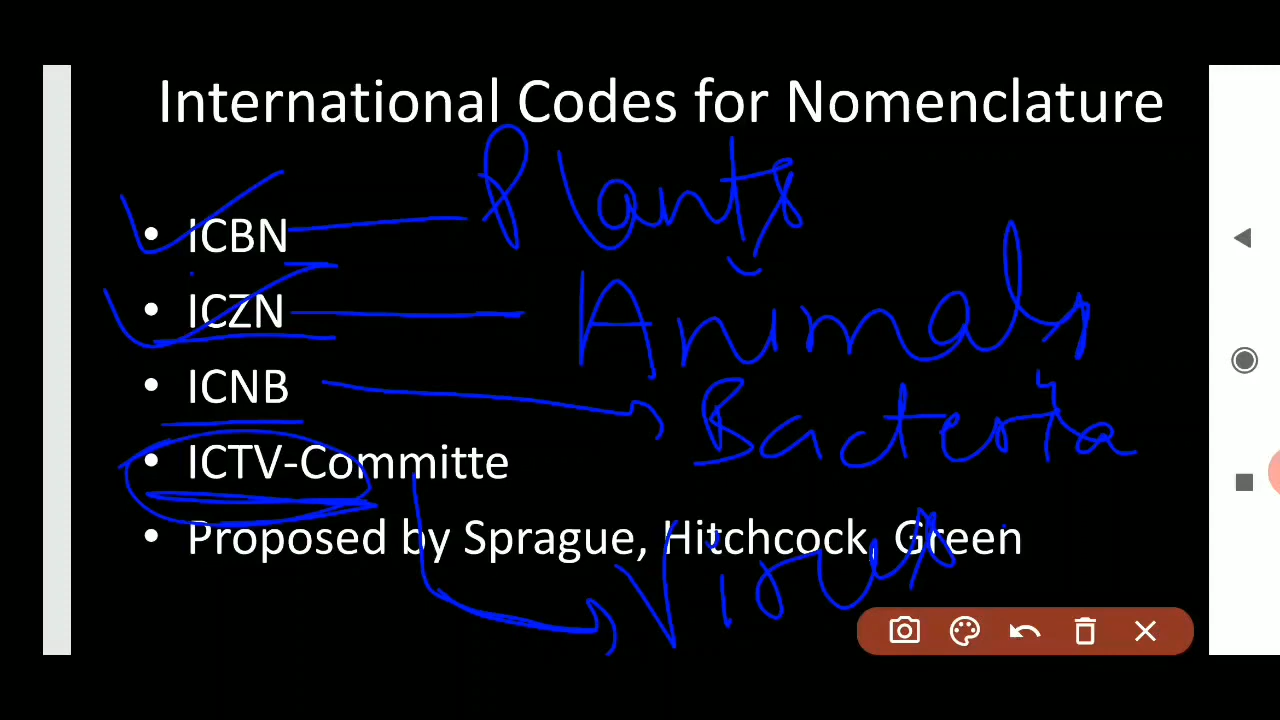 International Codes for Nomenclature
• ICBN Plants
• ICZN Animals
• ICNB Bacteria
• ICTV-Committe
• Proposed by Sprague, Hitchcock, Green
Virus